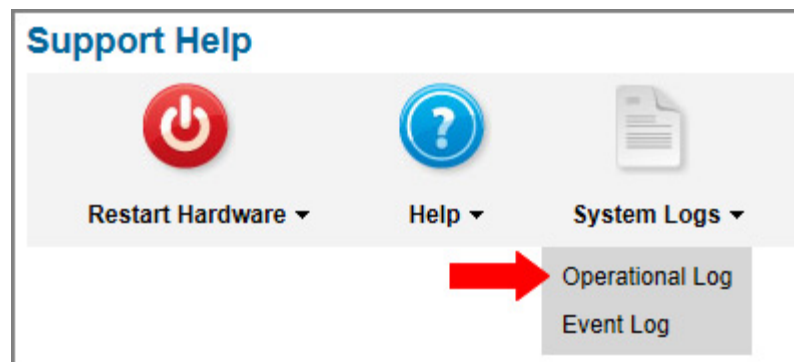 Support Help
?
Restart Hardware Help System Logs
Operational Log
Event Log